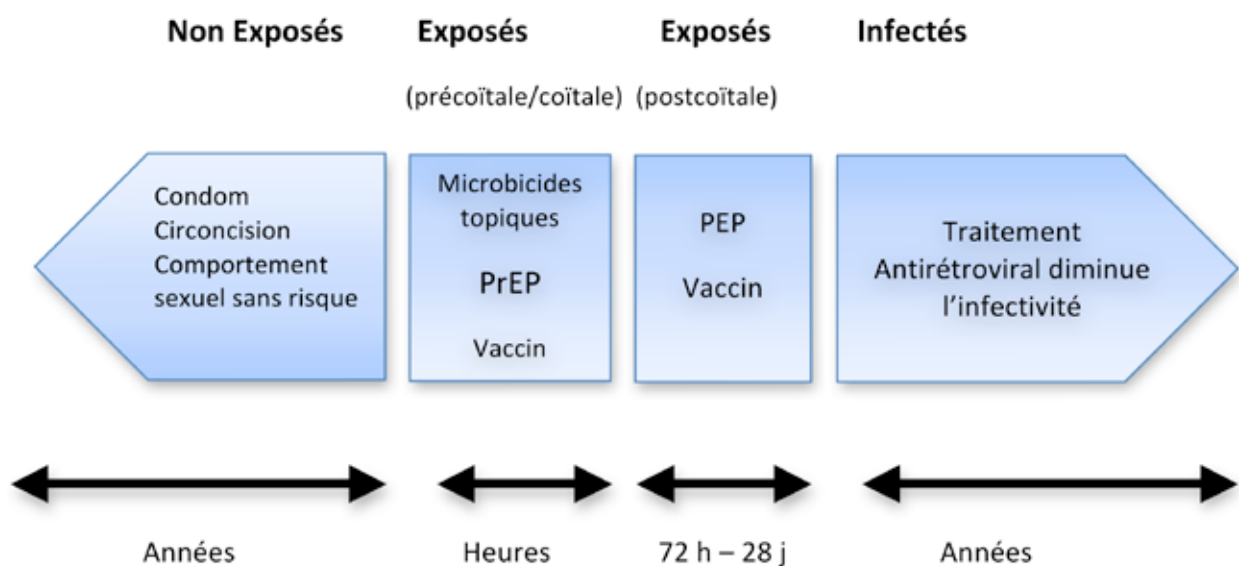 Non Exposés
Exposés
Exposés
Infectés
(précoïtale/coïtale)
(postcoïtale)
Condom
Circoncision
Comportement
sexuel sans risque
Microbicides
topiques
PrEP
Vaccin
PEP
Vaccin
Traitement
Antirétroviral diminue
l’infectivité
Années
Heures
72 h – 28 j
Années